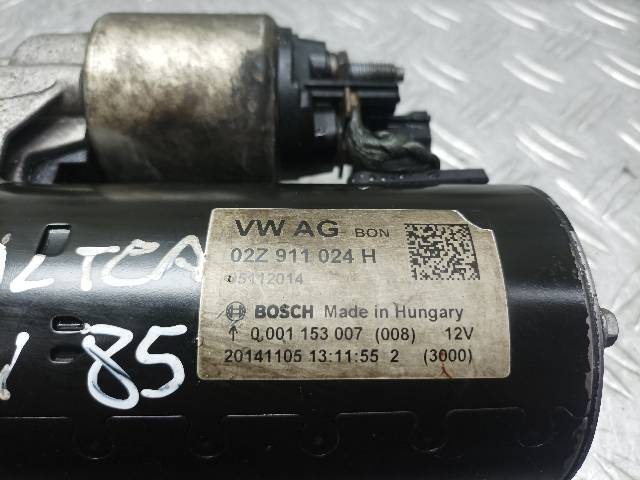 VW AG BON
02Z 911 024 H
05112014
BOSCH Made in Hungary
↑ 0 001 153 007 (008) 12V
20141105 13:11:55 2 (3000)
LTEA
85